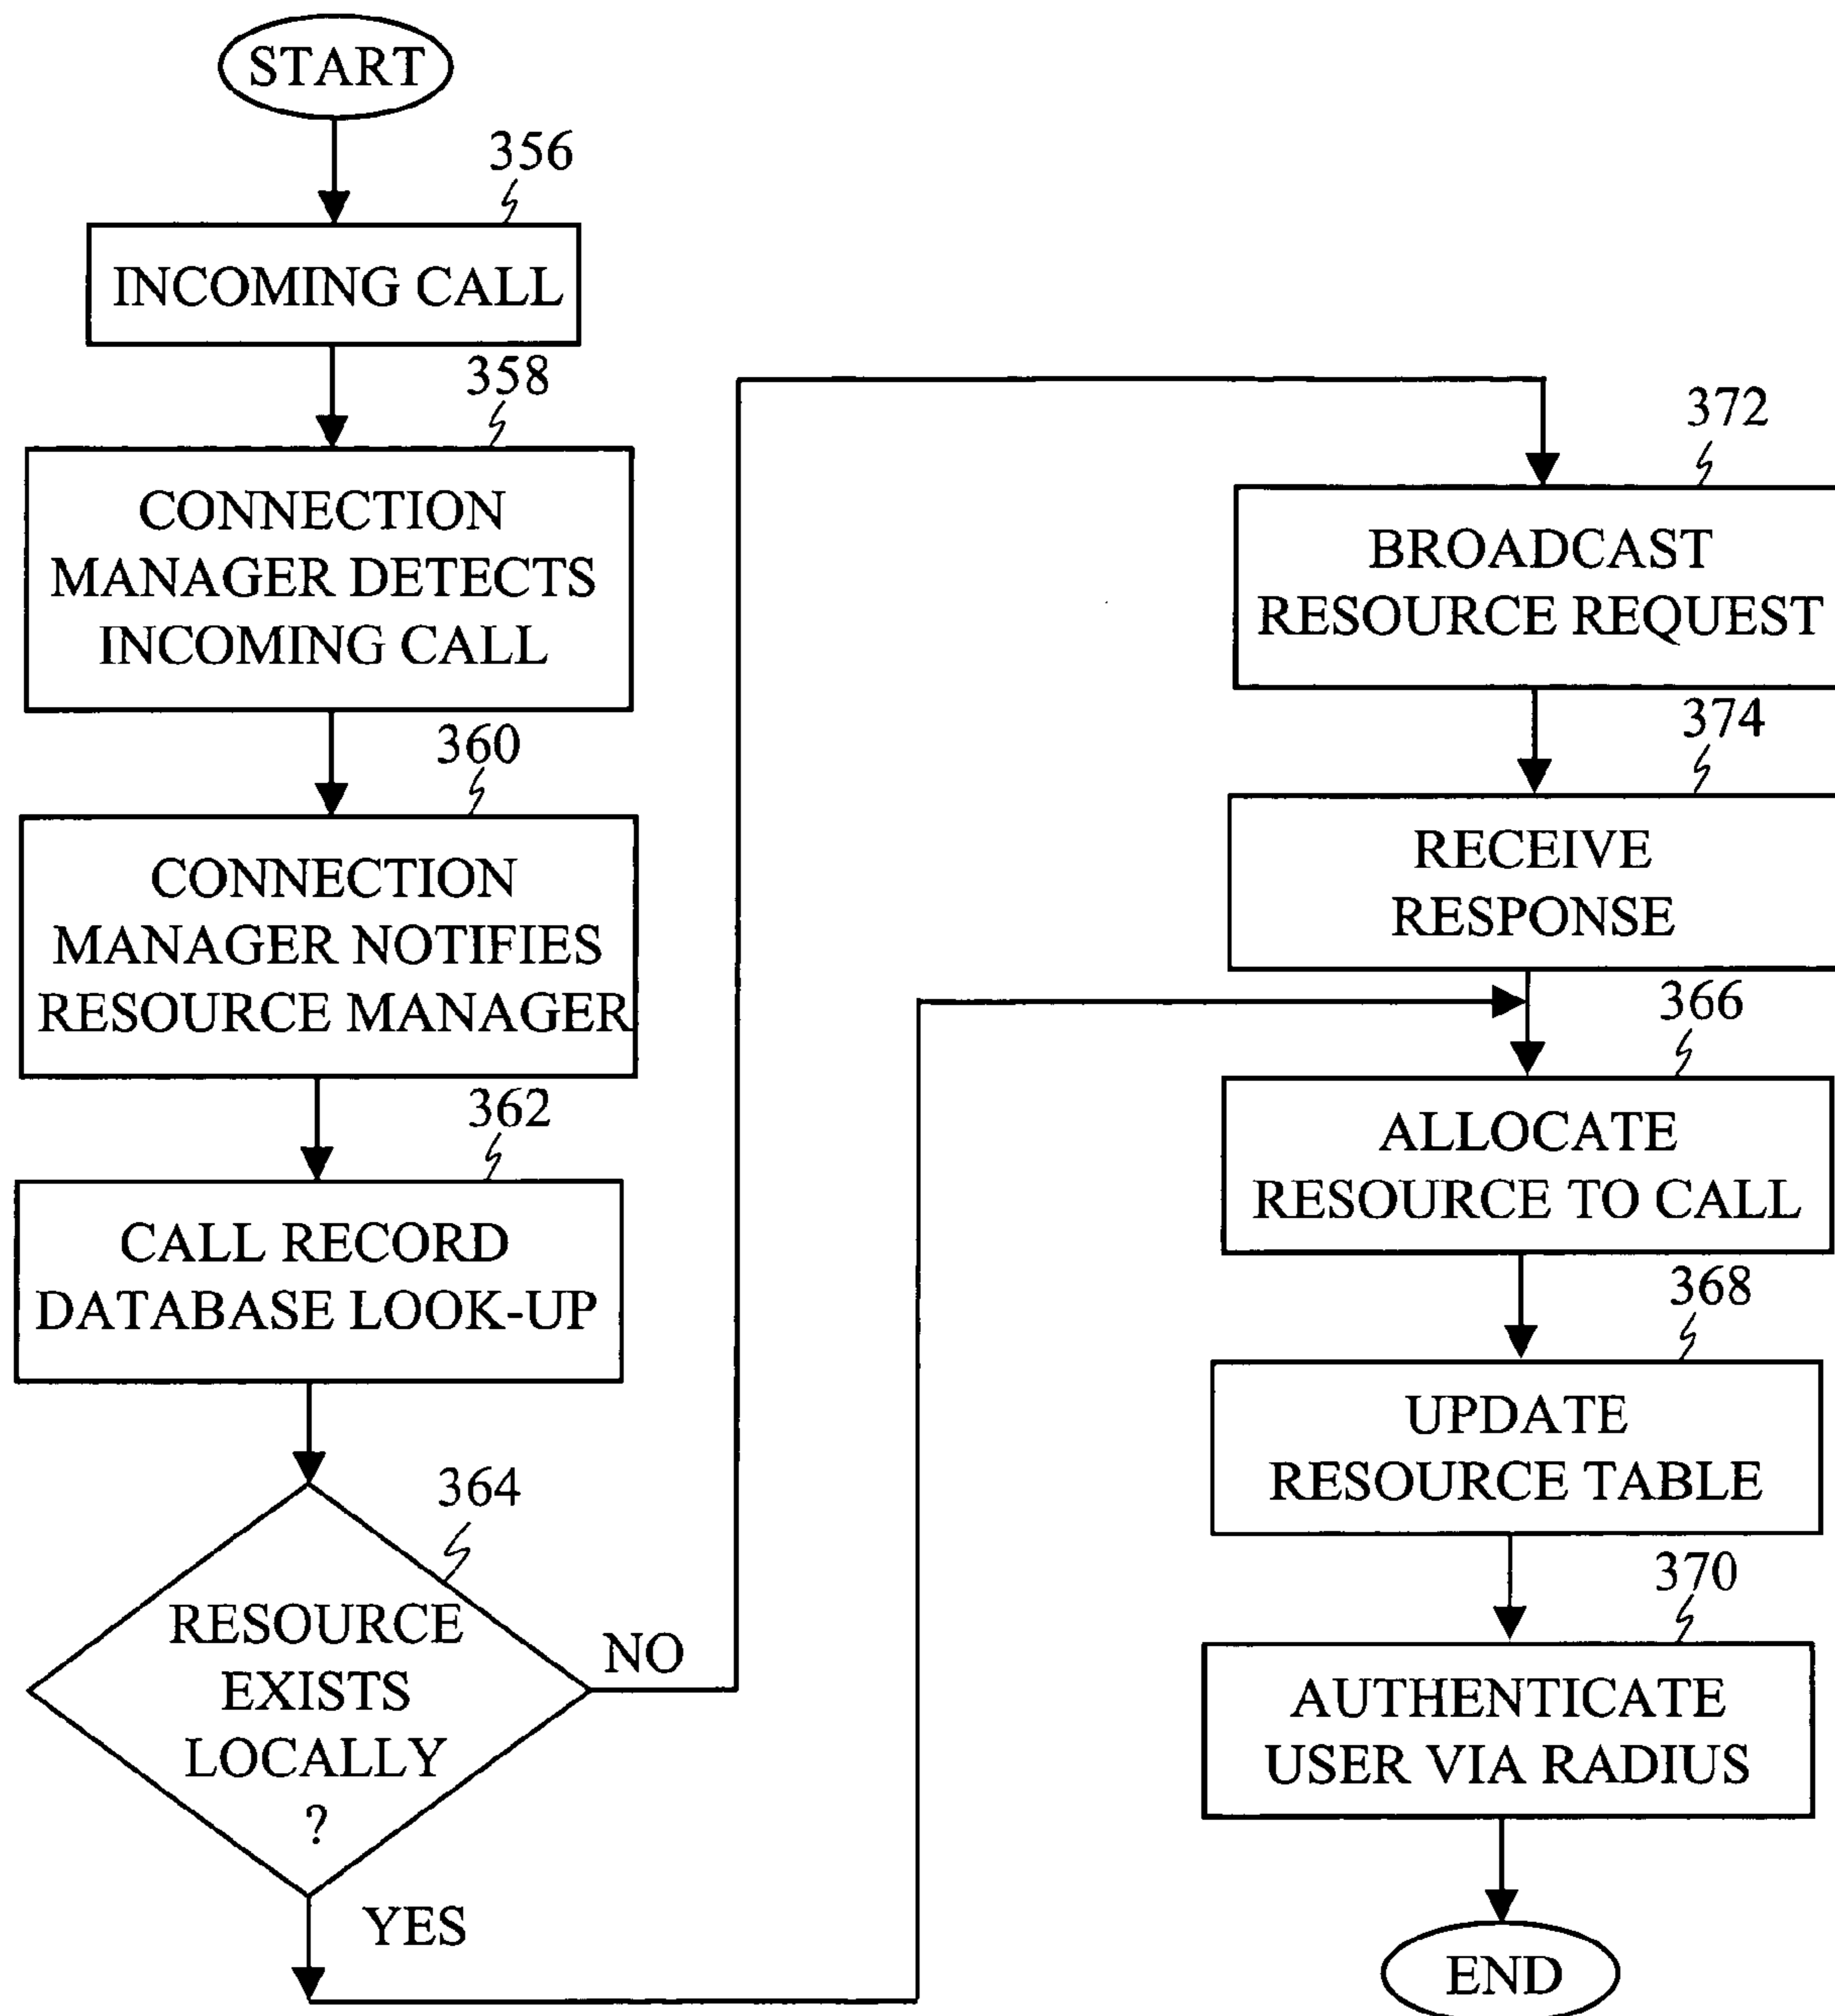 START
356
INCOMING CALL
358
CONNECTION
MANAGER DETECTS
INCOMING CALL
360
CONNECTION
MANAGER NOTIFIES
RESOURCE MANAGER
362
CALL RECORD
DATABASE LOOK-UP
364
RESOURCE
EXISTS
LOCALLY
?
NO
YES
372
BROADCAST
RESOURCE REQUEST
374
RECEIVE
RESPONSE
366
ALLOCATE
RESOURCE TO CALL
368
UPDATE
RESOURCE TABLE
370
AUTHENTICATE
USER VIA RADIUS
END